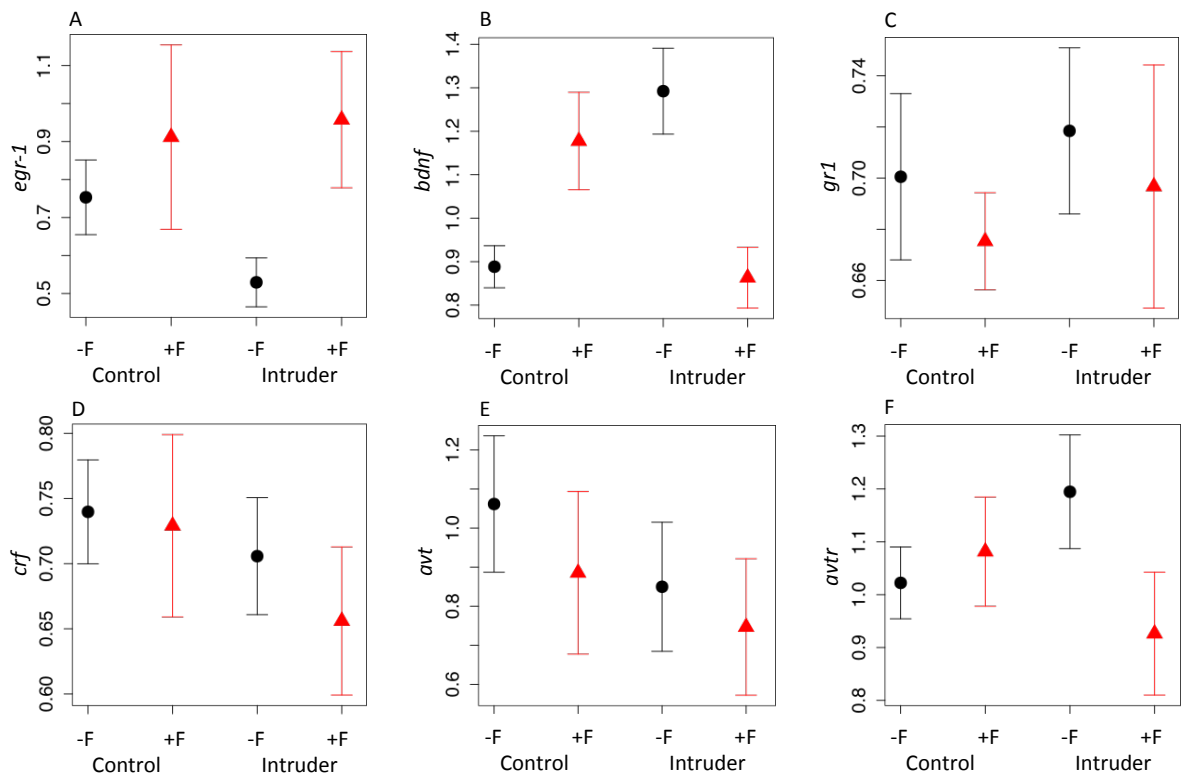 A
egr-1
1.1
0.9
0.7
0.5
-F +F -F +F
Control Intruder
B
bdnf
1.4
1.3
1.2
1.1
1.0
0.9
0.8
-F +F -F +F
Control Intruder
C
gr1
0.74
0.70
0.66
-F +F -F +F
Control Intruder
D
crf
0.80
0.75
0.70
0.65
0.60
-F +F -F +F
Control Intruder
E
avt
1.2
1.0
0.8
0.6
-F +F -F +F
Control Intruder
F
avtr
1.3
1.2
1.1
1.0
0.9
0.8
-F +F -F +F
Control Intruder